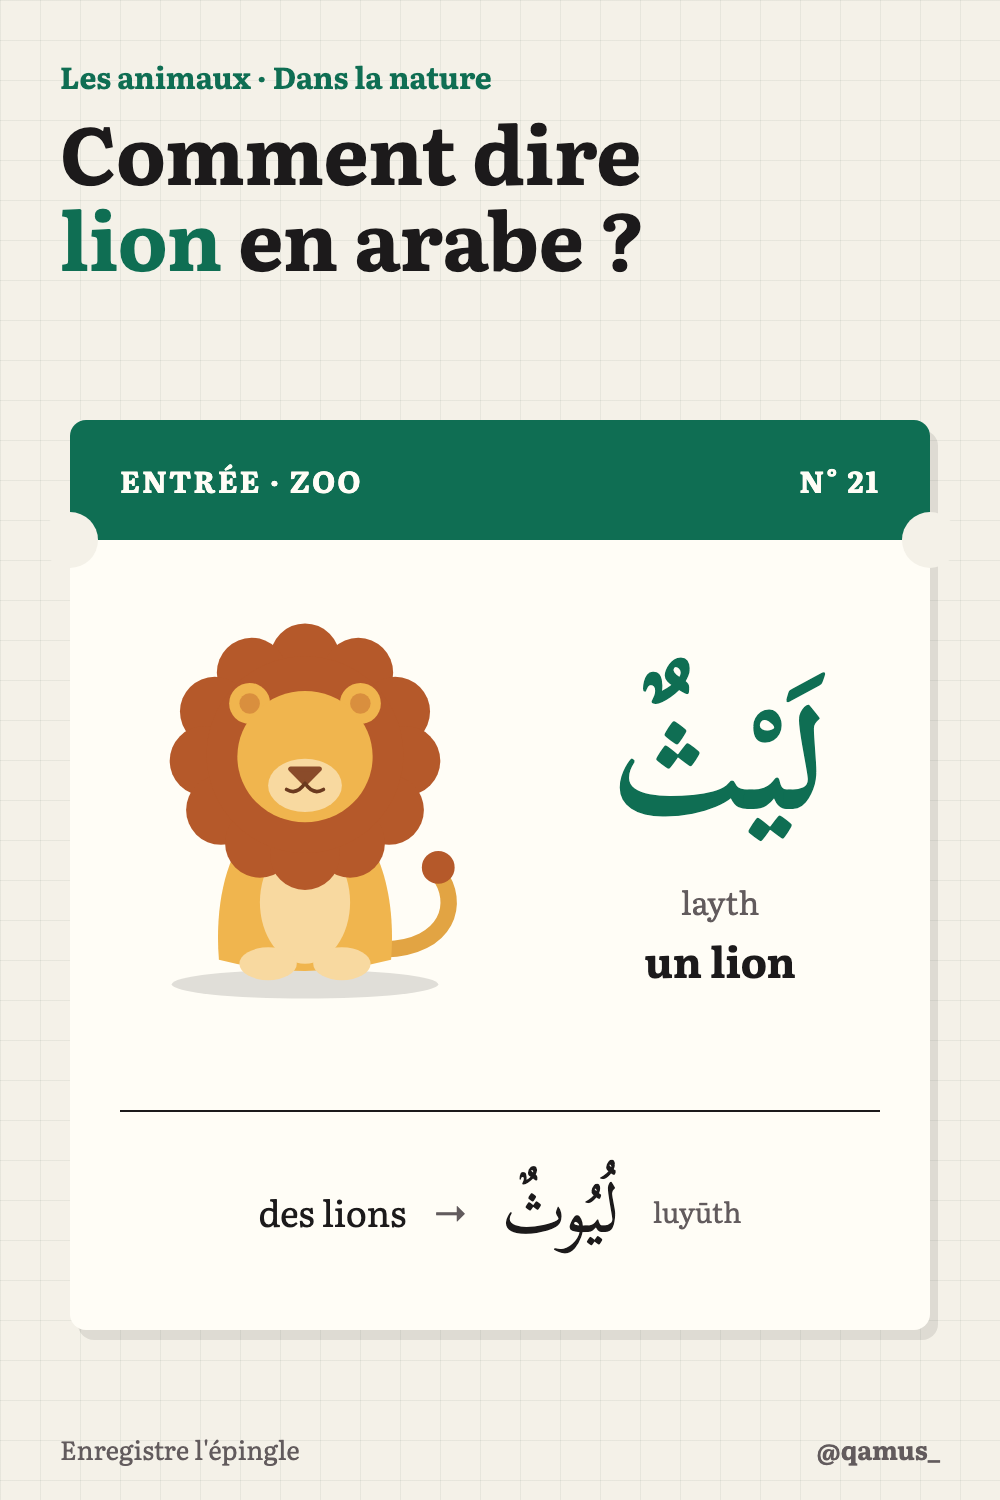 Les animaux · Dans la nature
Comment dire
lion en arabe ?
ENTRÉE · ZOO
N° 21
لَيْثٌ
layth
un lion
des lions → لُيُوثٌ luyūth
Enregistre l'épingle
@qamus_